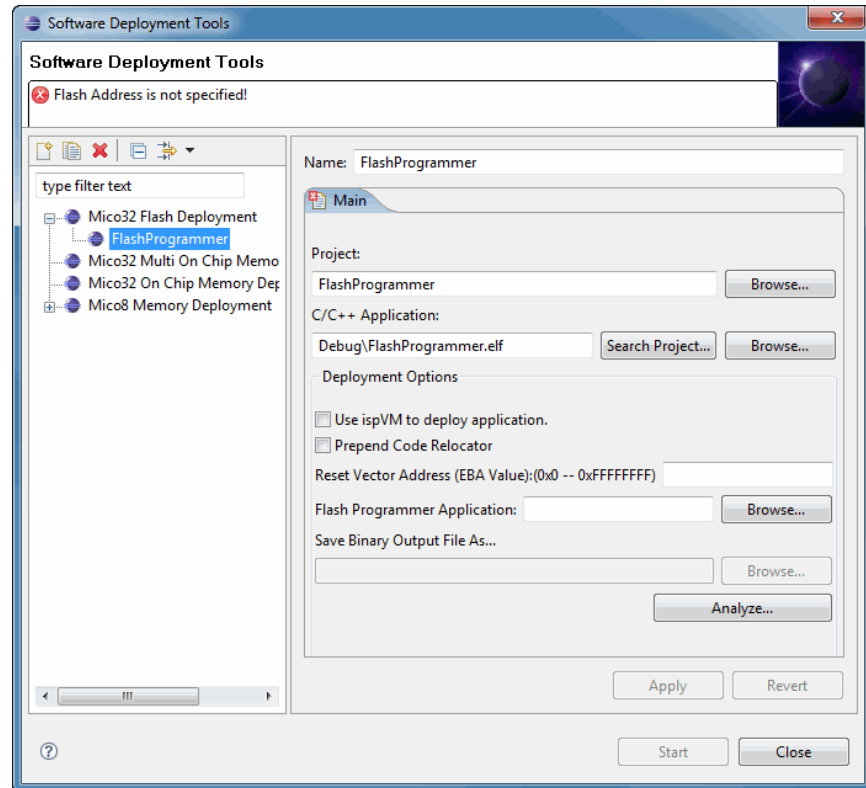 Software Deployment Tools
Software Deployment Tools
Flash Address is not specified!
type filter text
Mico32 Flash Deployment
FlashProgrammer
Mico32 Multi On Chip Memo
Mico32 On Chip Memory Dep
Mico8 Memory Deployment
Name: FlashProgrammer
Main
Project:
FlashProgrammer Browse...
C/C++ Application:
Debug\FlashProgrammer.elf Search Project... Browse...
Deployment Options
Use ispVM to deploy application.
Prepend Code Relocator
Reset Vector Address (EBA Value):(0x0 -- 0xFFFFFFFF)
Flash Programmer Application: Browse...
Save Binary Output File As...
Browse...
Analyze...
Apply Revert
Start Close